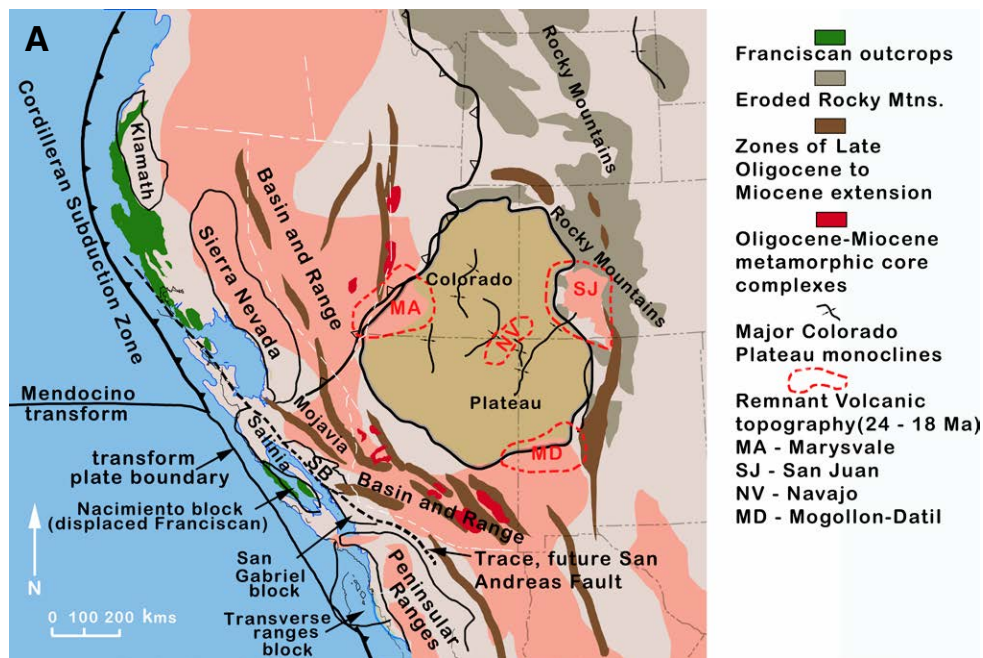 A
Cordilleran Subduction Zone
Klamath
Sierra Nevada
Basin and Range
Rocky Mountains
Rocky Mountains
Rocky Mountains
Colorado
MA
SJ
NV
Plateau
MD
Mendocino
transform
transform
plate boundary
Nacimiento block
(displaced Franciscan)
Salinia
Mojavia
SB
Basin and Range
San
Gabriel
block
Transverse
ranges
block
Peninsular
Ranges
Trace, future San
Andreas Fault
N
0 100 200 kms
Franciscan outcrops
Eroded Rocky Mtns.
Zones of Late
Oligocene to
Miocene extension
Oligocene-Miocene
metamorphic core
complexes
Major Colorado
Plateau monoclines
Remnant Volcanic
topography(24 - 18 Ma)
MA - Marysvale
SJ - San Juan
NV - Navajo
MD - Mogollon-Datil